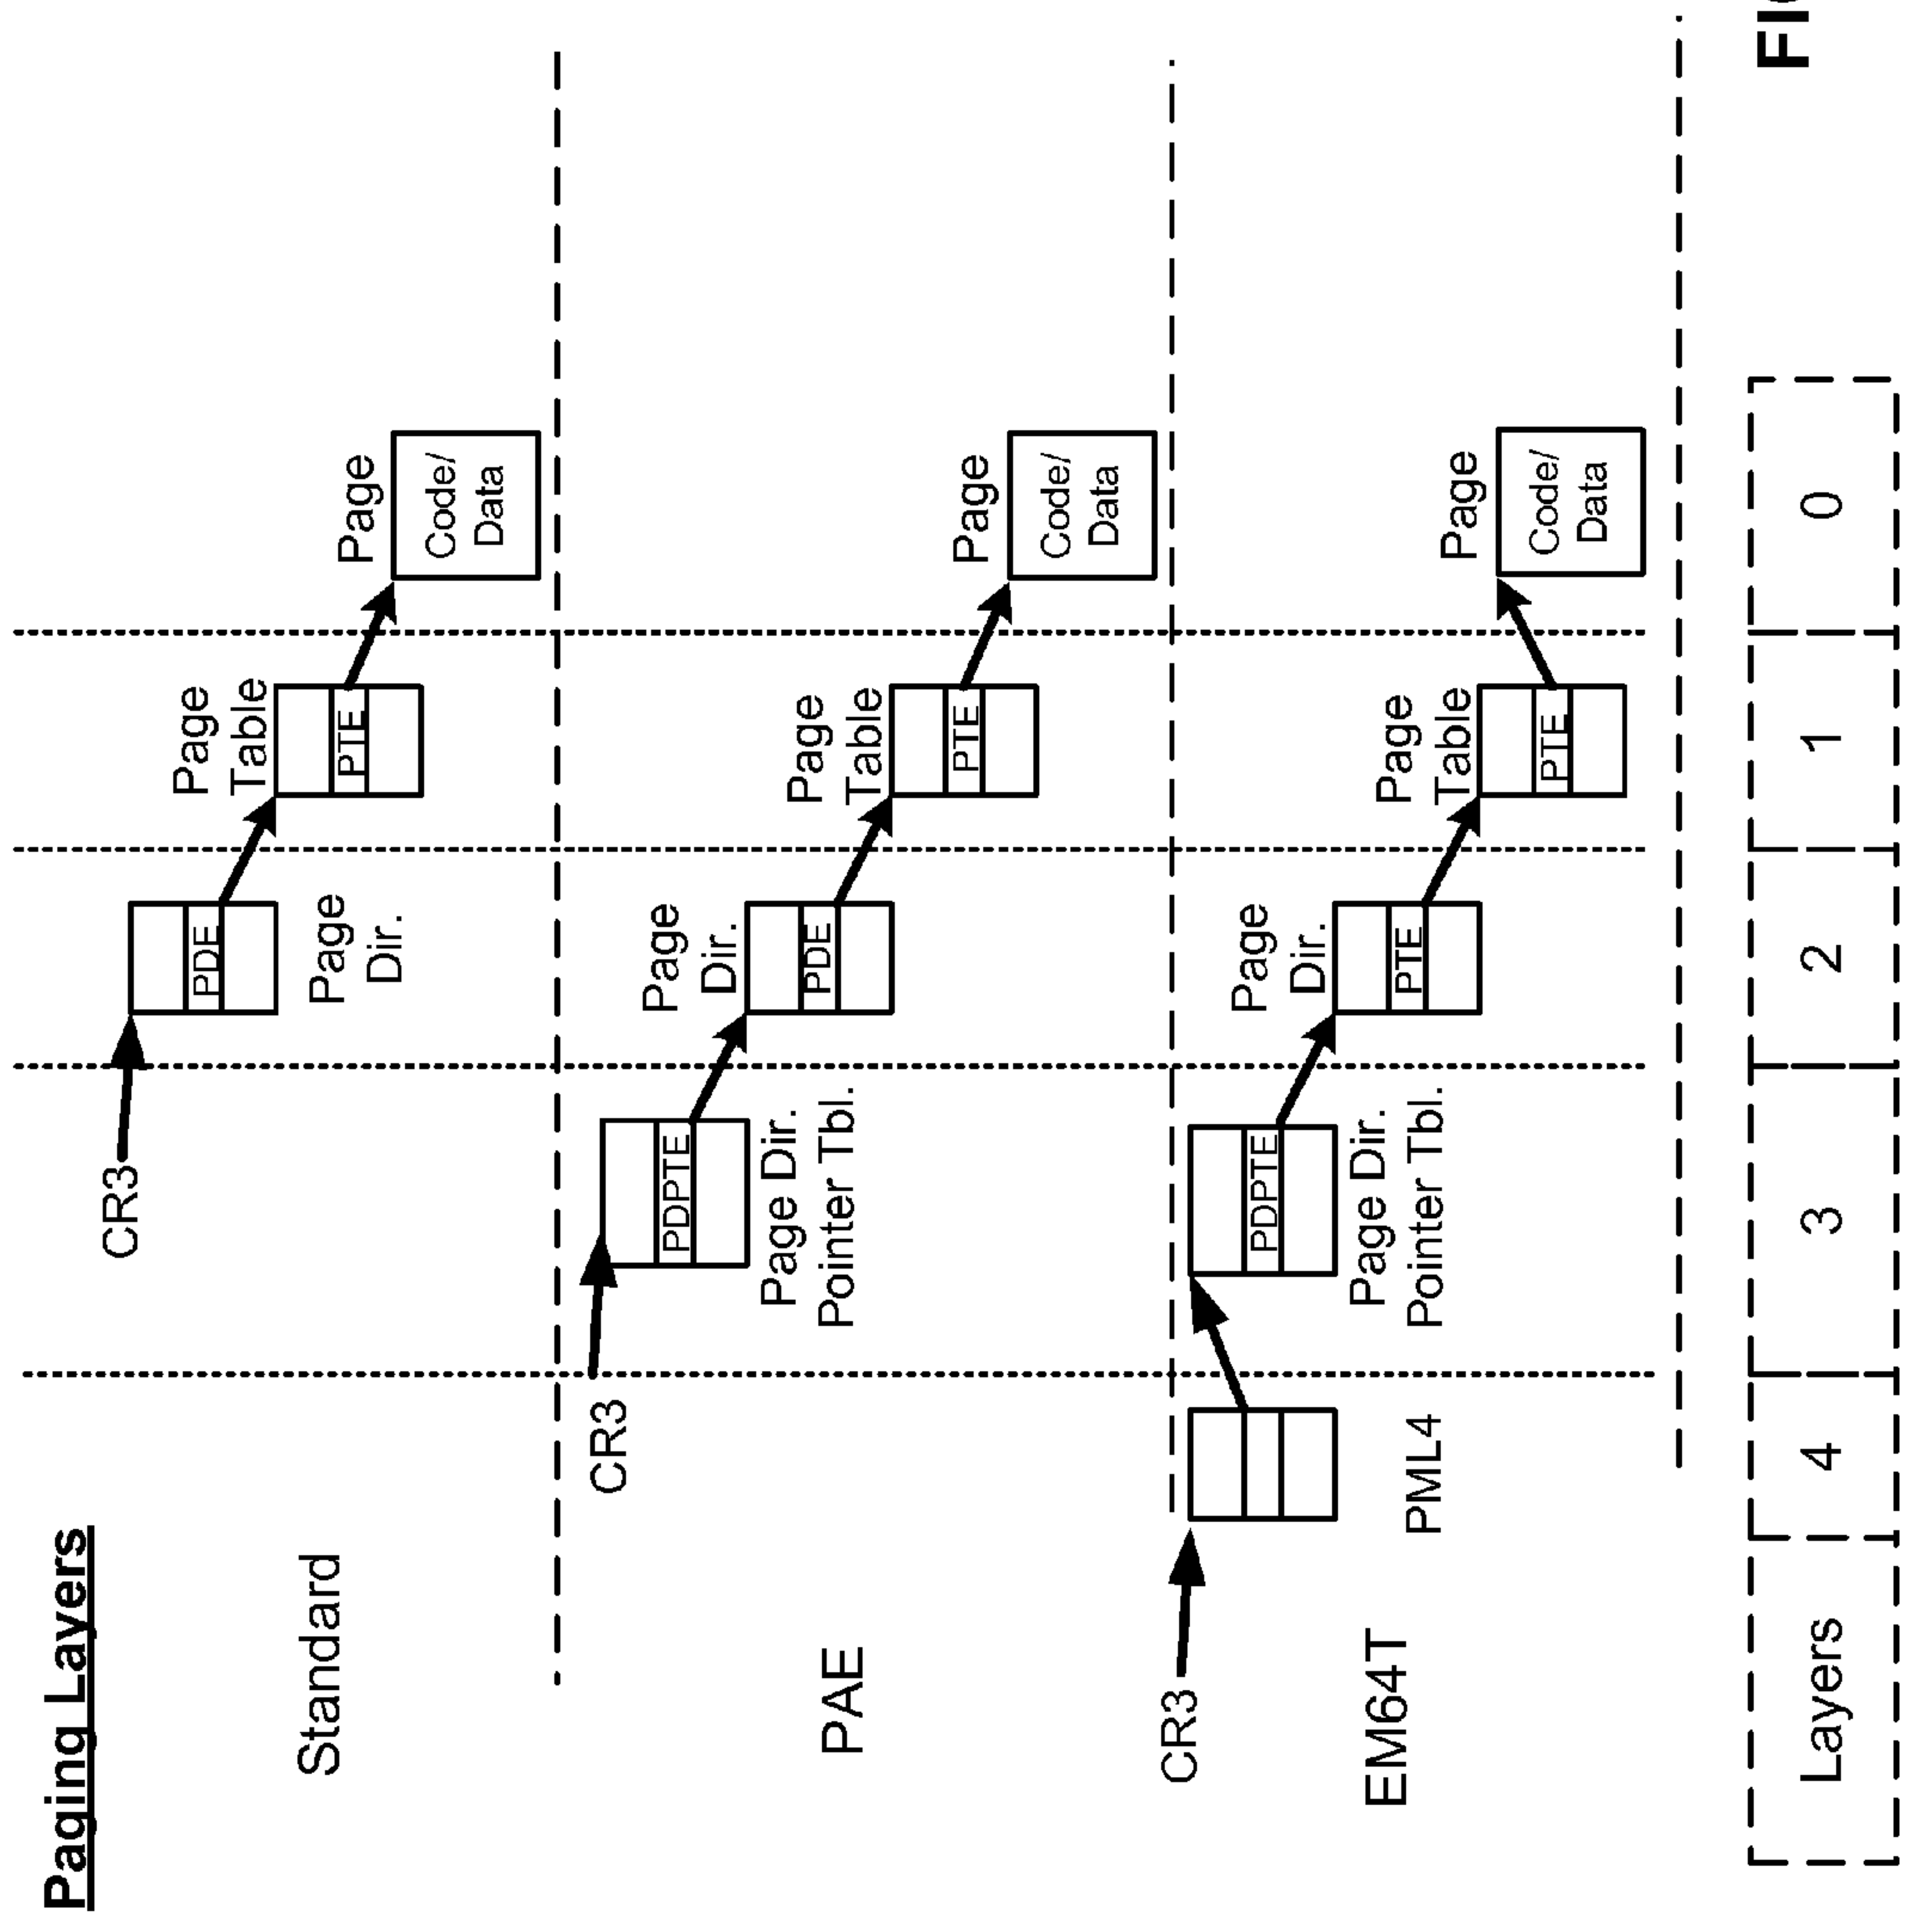 Paging Layers
Standard
CR3
PDE
Page
Dir.
Page
Table
PTE
Page
Code/
Data
PAE
CR3
PDPTE
Page Dir.
Pointer Tbl.
Page
Dir.
PDE
Page
Table
PTE
Page
Code/
Data
EM64T
CR3
PML4
PDPTE
Page Dir.
Pointer Tbl.
Page
Dir.
PTE
Page
Table
PTE
Page
Code/
Data
Layers
4
3
2
1
0